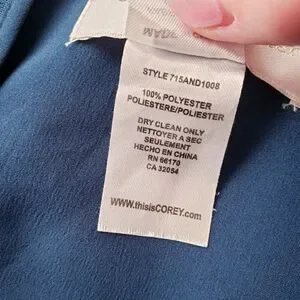 STYLE 715AND1008
100% POLYESTER
POLIESTERE/POLIESTER
DRY CLEAN ONLY
NETTOYER A SEC
SEULEMENT
HECHO EN CHINA
RN 66170
CA 32054
www.thisisCOREY.com